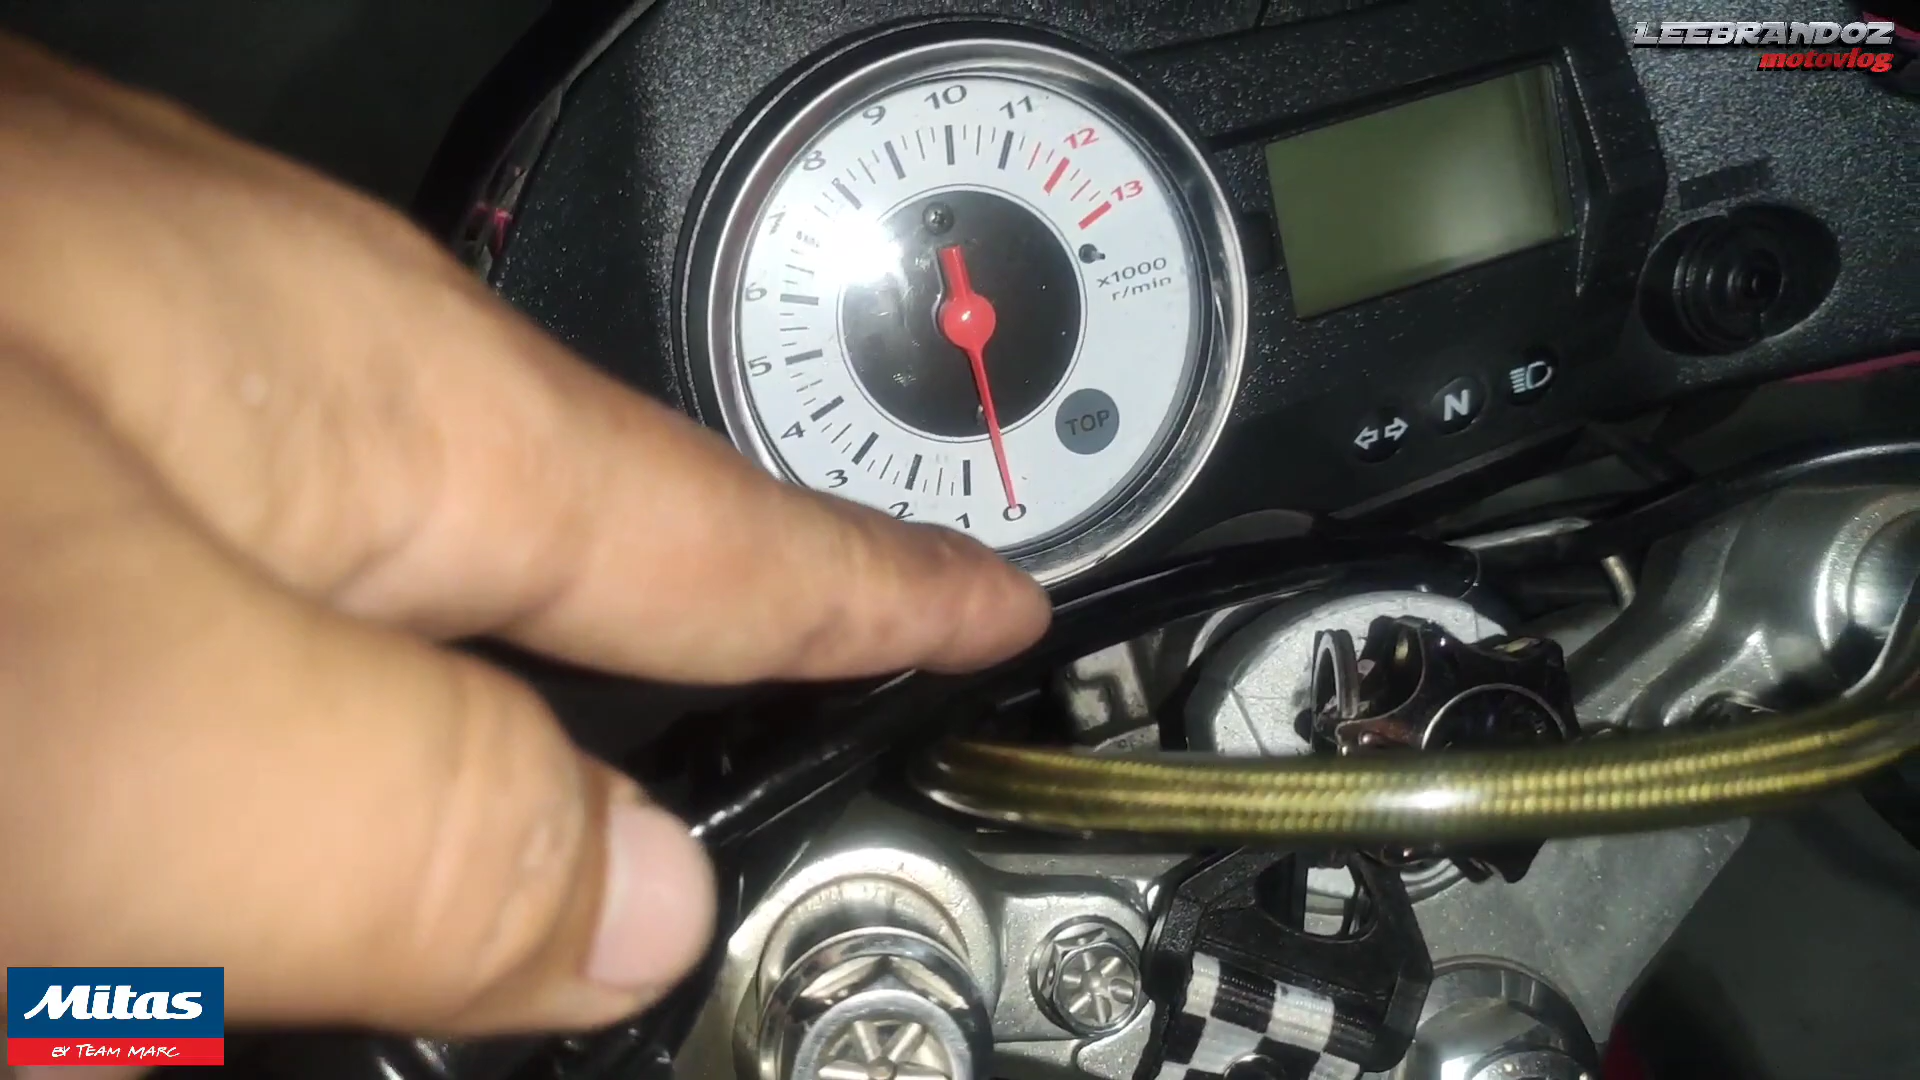 LEEBRANDOZ
motovlog
10
11
9
12
8
13
7
x1000
r/min
6
5
TOP
4
3
2
1
0
N
Mitas
BY TEAM MARC